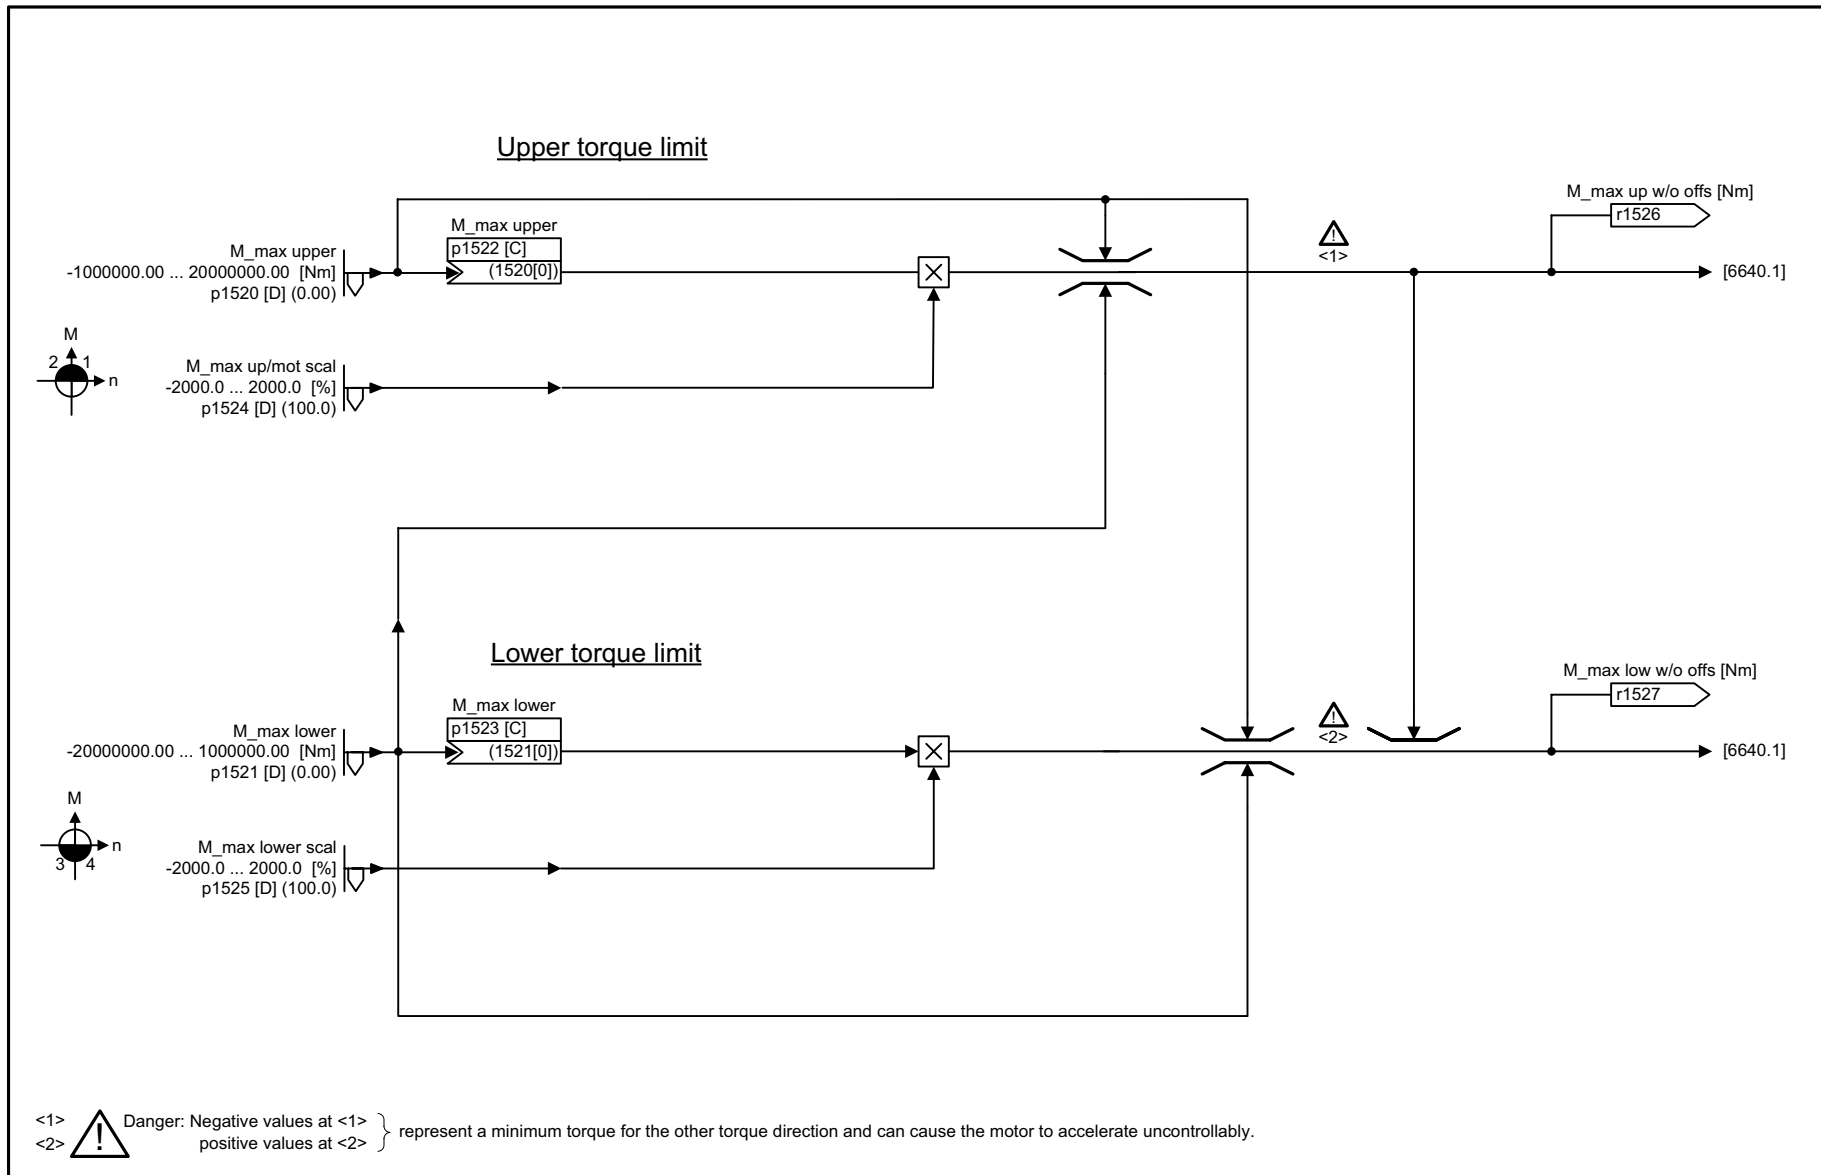 Upper torque limit
M_max up w/o offs [Nm]
r1526
M_max upper
p1522 [C]
(1520[0])
M_max upper
-1000000.00 ... 20000000.00 [Nm]
p1520 [D] (0.00)
!
<1>
[6640.1]
M
2 1
n
M_max up/mot scal
-2000.0 ... 2000.0 [%]
p1524 [D] (100.0)
Lower torque limit
M_max low w/o offs [Nm]
r1527
M_max lower
p1523 [C]
(1521[0])
M_max lower
-20000000.00 ... 1000000.00 [Nm]
p1521 [D] (0.00)
!
<2>
[6640.1]
M
n
3 4
M_max lower scal
-2000.0 ... 2000.0 [%]
p1525 [D] (100.0)
<1> Danger: Negative values at <1>
<2> ! positive values at <2> } represent a minimum torque for the other torque direction and can cause the motor to accelerate uncontrollably.